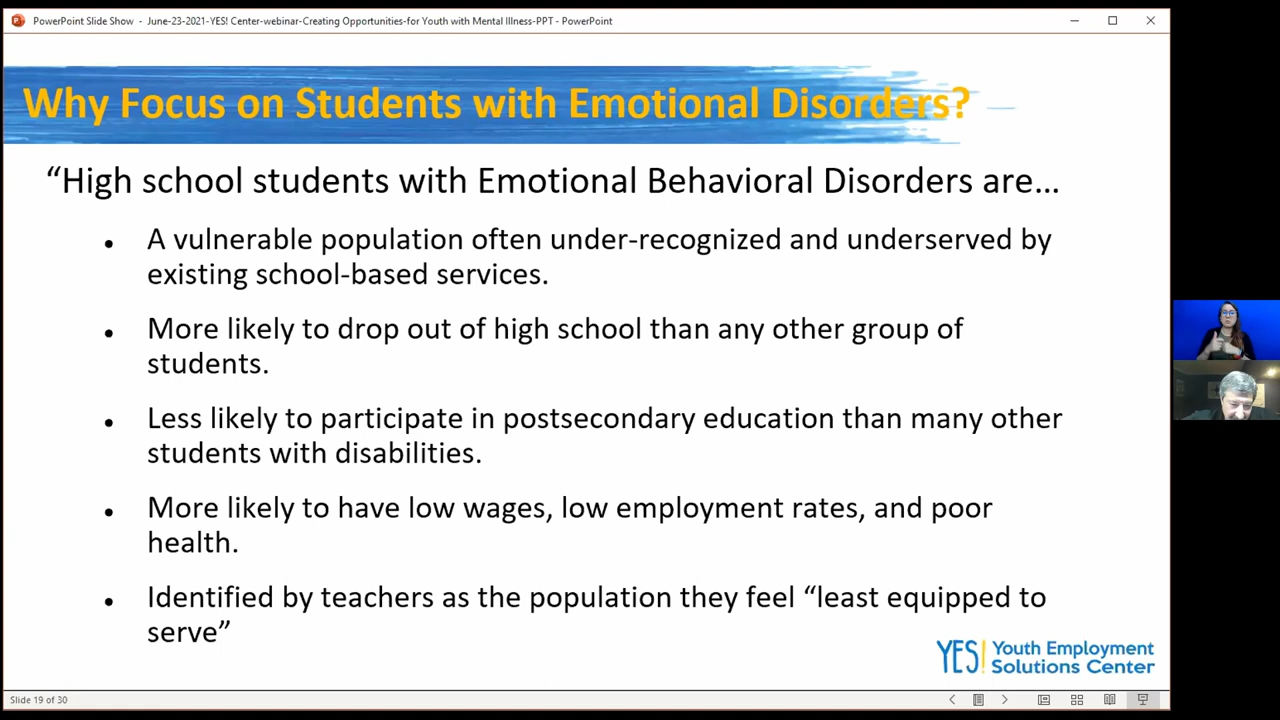 PowerPoint Slide Show - June-23-2021-YES! Center-webinar-Creating Opportunities-for Youth with Mental Illness-PPT - PowerPoint
Why Focus on Students with Emotional Disorders?
“High school students with Emotional Behavioral Disorders are...
• A vulnerable population often under-recognized and underserved by
existing school-based services.
• More likely to drop out of high school than any other group of
students.
• Less likely to participate in postsecondary education than many other
students with disabilities.
• More likely to have low wages, low employment rates, and poor
health.
• Identified by teachers as the population they feel “least equipped to
serve”
YES! Youth Employment
Solutions Center
Slide 19 of 30